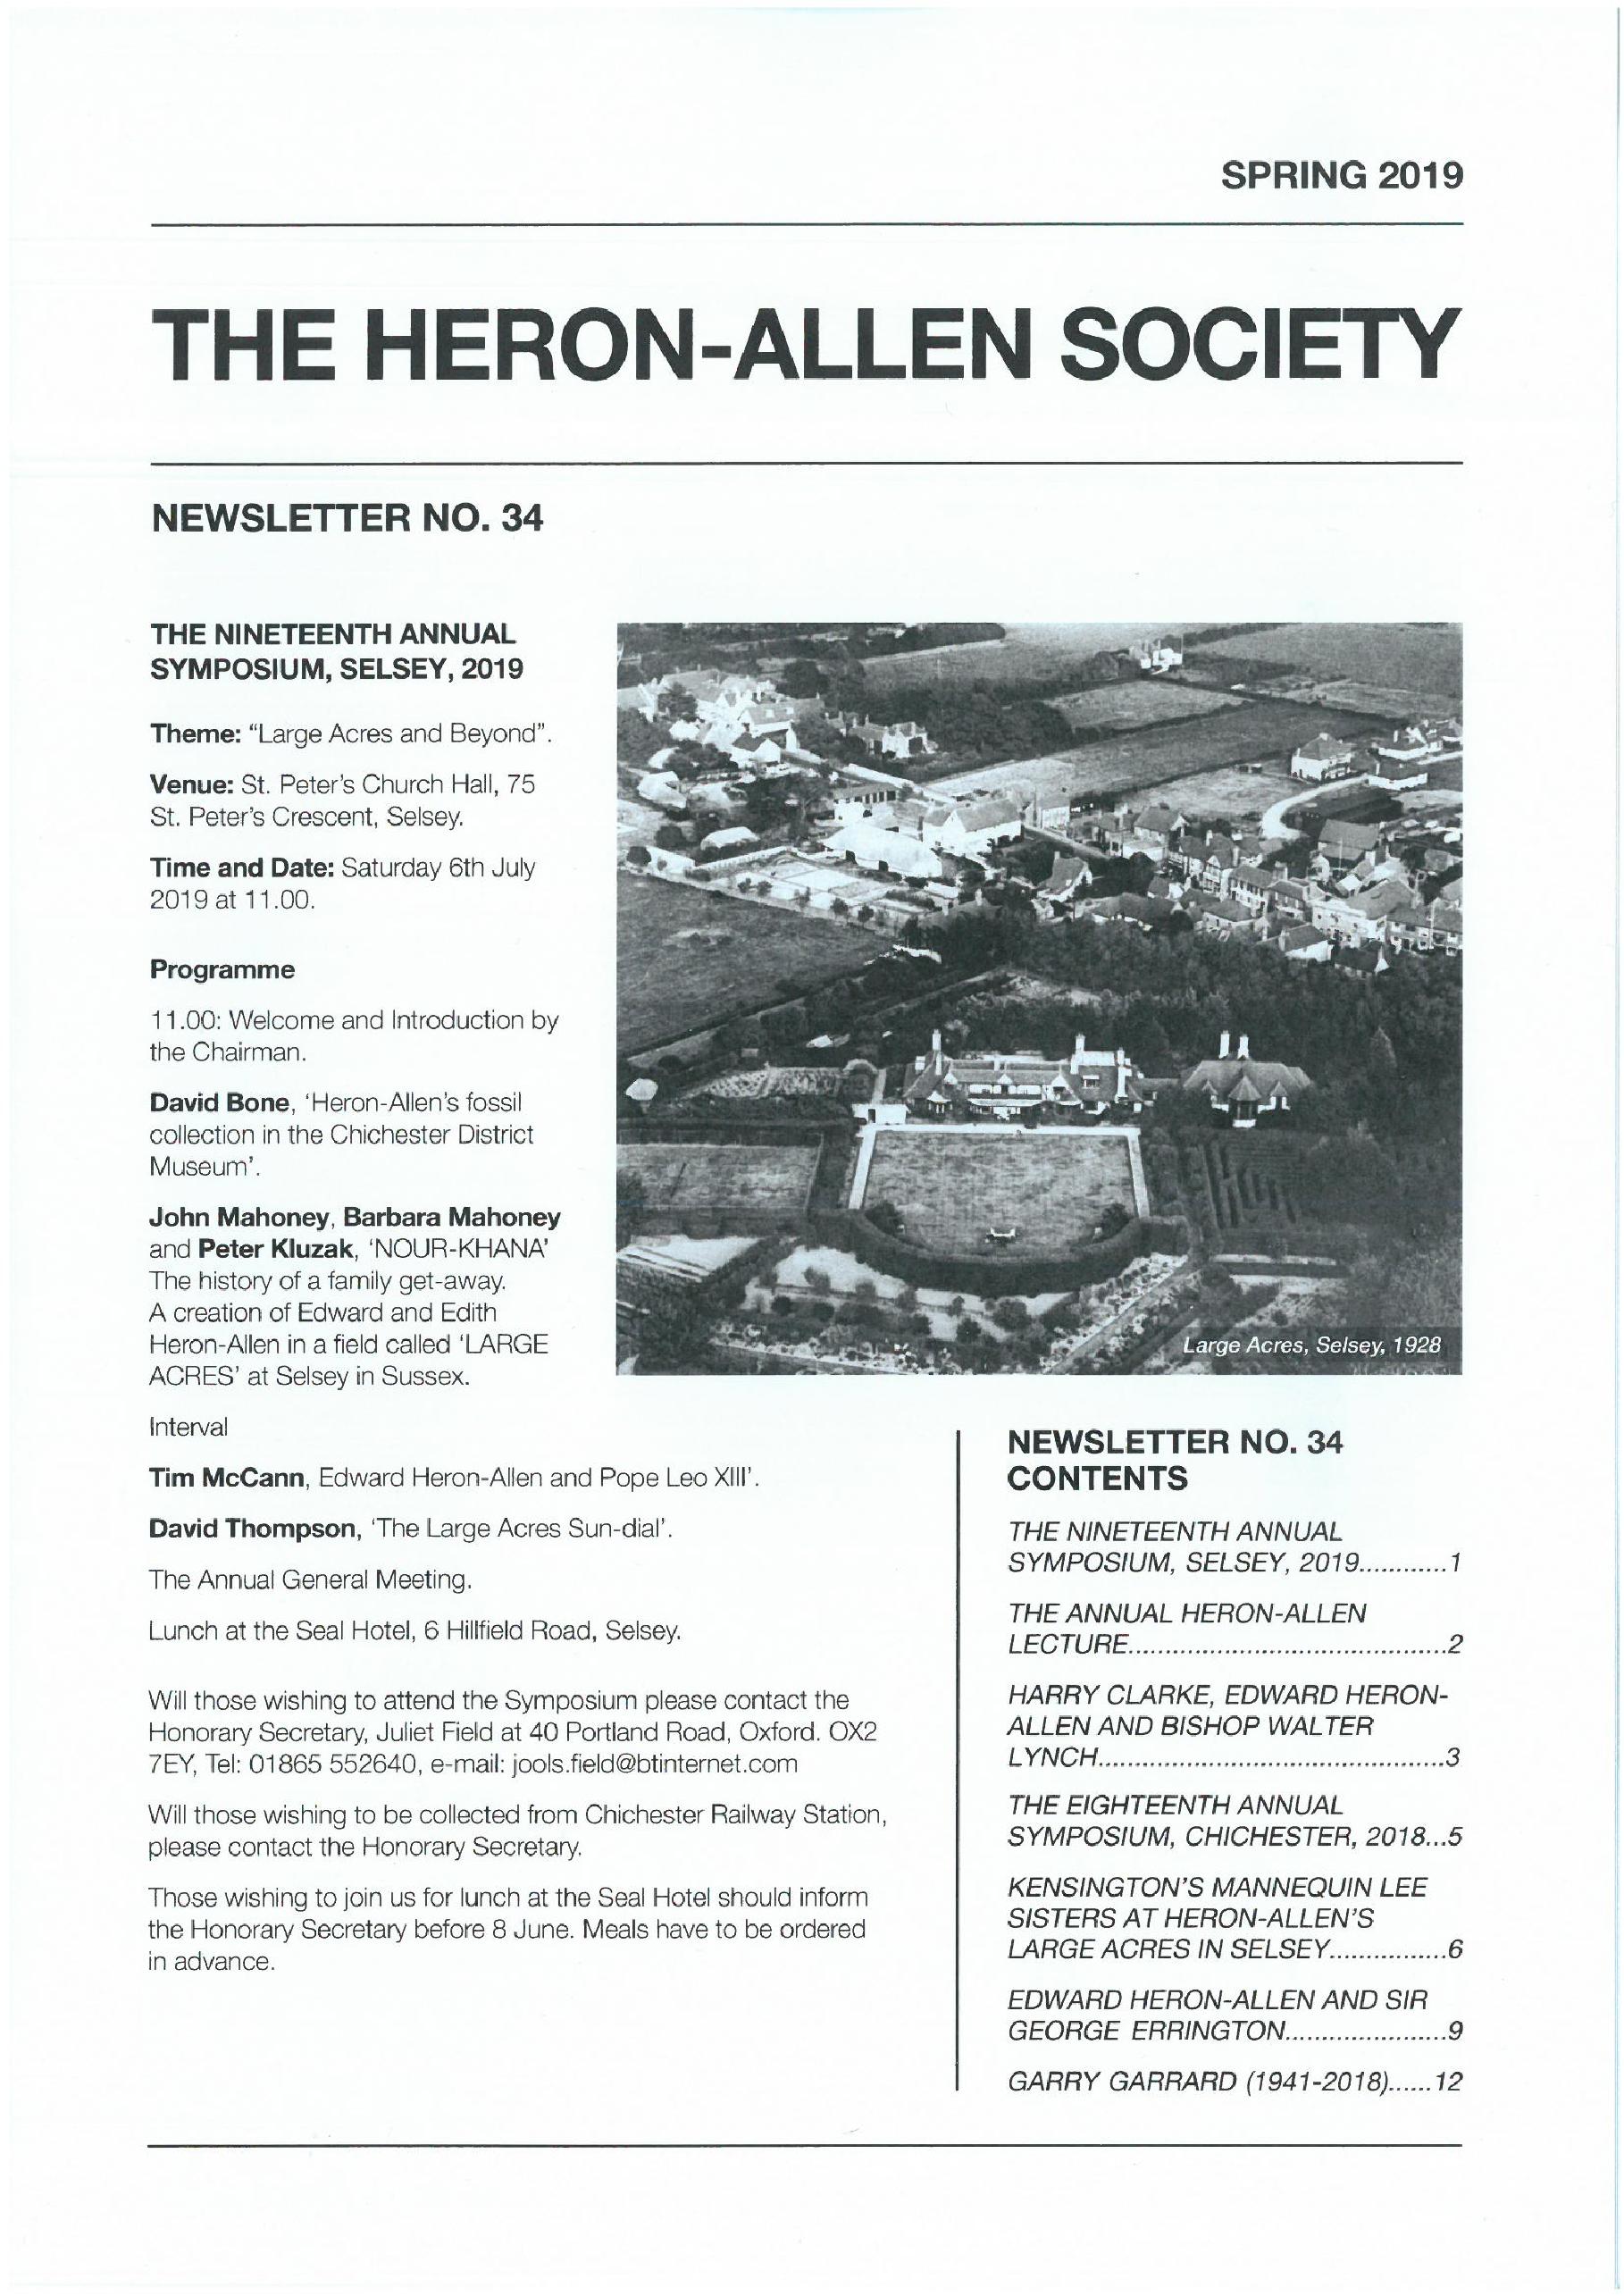 SPRING 2019
THE HERON-ALLEN SOCIETY
NEWSLETTER NO. 34
THE NINETEENTH ANNUAL
SYMPOSIUM, SELSEY, 2019
Theme: "Large Acres and Beyond".
Venue: St. Peter's Church Hall, 75
St. Peter's Crescent, Selsey.
Time and Date: Saturday 6th July
2019 at 11.00.
Programme
11.00: Welcome and Introduction by
the Chairman.
David Bone, 'Heron-Allen's fossil
collection in the Chichester District
Museum'.
John Mahoney, Barbara Mahoney
and Peter Kluzak, 'NOUR-KHANA'
The history of a family get-away.
A creation of Edward and Edith
Heron-Allen in a field called 'LARGE
ACRES' at Selsey in Sussex.
Interval
Tim McCann, Edward Heron-Allen and Pope Leo XIII'.
David Thompson, 'The Large Acres Sun-dial'.
The Annual General Meeting.
Lunch at the Seal Hotel, 6 Hillfield Road, Selsey.
Will those wishing to attend the Symposium please contact the
Honorary Secretary, Juliet Field at 40 Portland Road, Oxford. OX2
7EY, Tel: 01865 552640, e-mail: jools.field@btinternet.com
Will those wishing to be collected from Chichester Railway Station,
please contact the Honorary Secretary.
Those wishing to join us for lunch at the Seal Hotel should inform
the Honorary Secretary before 8 June. Meals have to be ordered
in advance.
Large Acres, Selsey, 1928
NEWSLETTER NO. 34
CONTENTS
THE NINETEENTH ANNUAL
SYMPOSIUM, SELSEY, 2019............1
THE ANNUAL HERON-ALLEN
LECTURE...........................................2
HARRY CLARKE, EDWARD HERON-
ALLEN AND BISHOP WALTER
LYNCH...............................................3
THE EIGHTEENTH ANNUAL
SYMPOSIUM, CHICHESTER, 2018...5
KENSINGTON'S MANNEQUIN LEE
SISTERS AT HERON-ALLEN'S
LARGE ACRES IN SELSEY................6
EDWARD HERON-ALLEN AND SIR
GEORGE ERRINGTON......................9
GARRY GARRARD (1941-2018)......12